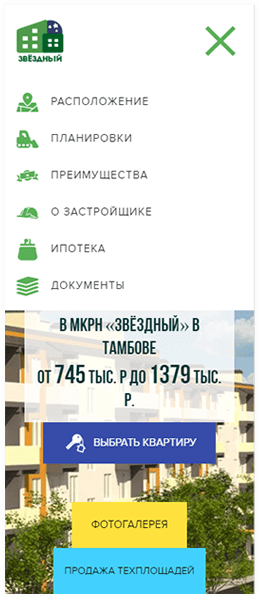 ЗВЁЗДНЫЙ
РАСПОЛОЖЕНИЕ
ПЛАНИРОВКИ
ПРЕИМУЩЕСТВА
О ЗАСТРОЙЩИКЕ
ИПОТЕКА
ДОКУМЕНТЫ
В МКРН «ЗВЁЗДНЫЙ» В
ТАМБОВЕ
ОТ 745 ТЫС. Р ДО 1379 ТЫС.
Р.
ВЫБРАТЬ КВАРТИРУ
ФОТОГАЛЕРЕЯ
ПРОДАЖА ТЕХПЛОЩАДЕЙ